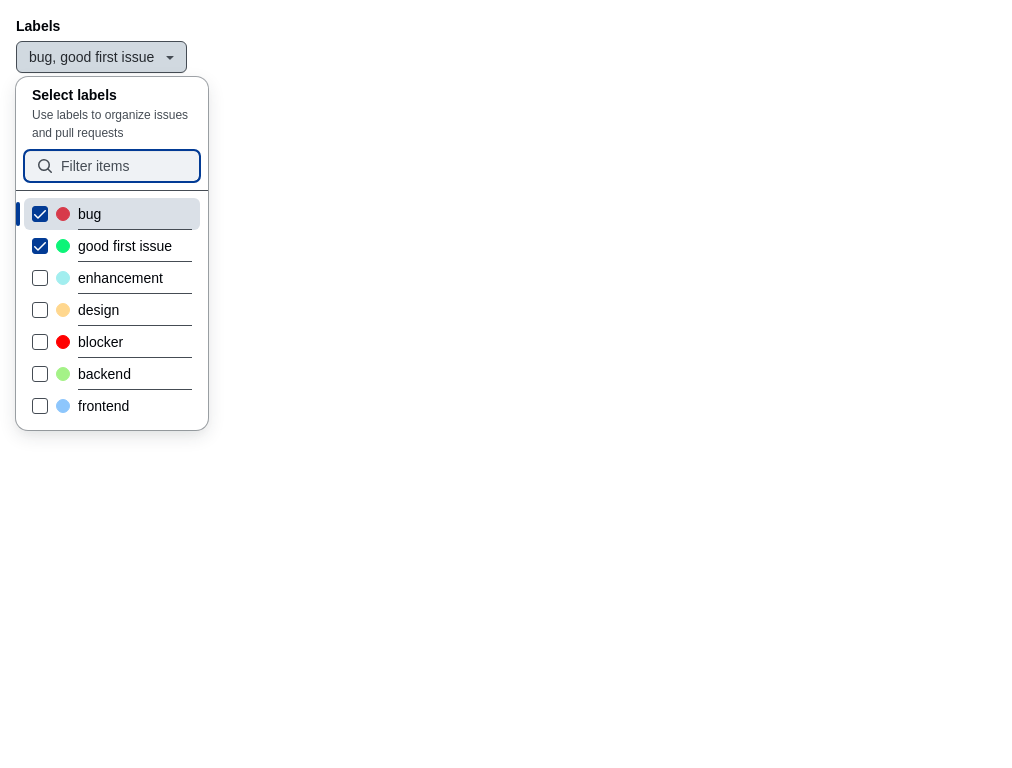 Labels
bug, good first issue
Select labels
Use labels to organize issues
and pull requests
Filter items
bug
good first issue
enhancement
design
blocker
backend
frontend